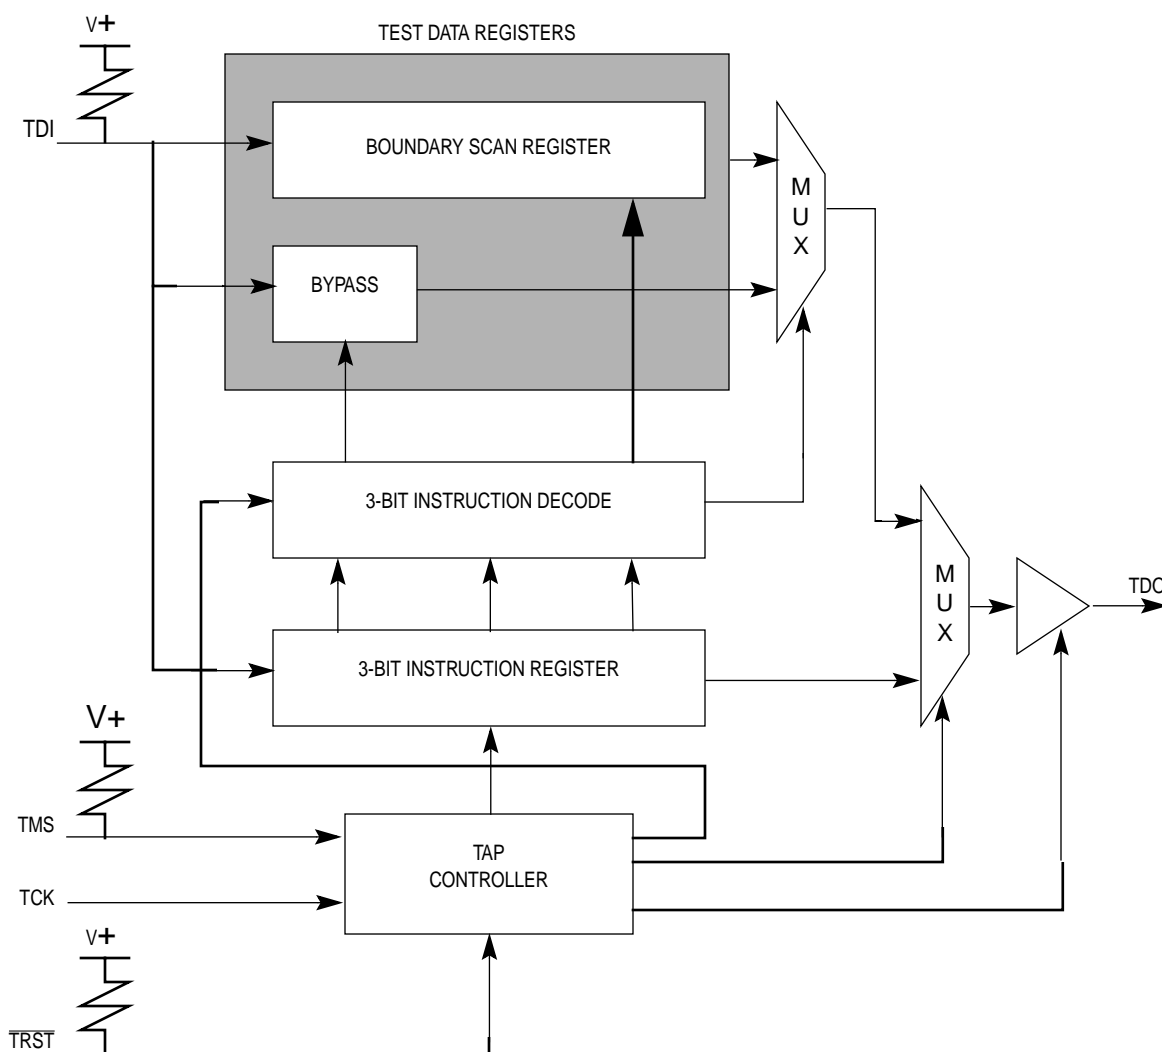 V+
TEST DATA REGISTERS
TDI
BOUNDARY SCAN REGISTER
M
U
X
BYPASS
3-BIT INSTRUCTION DECODE
M
U
X
TDO
3-BIT INSTRUCTION REGISTER
V+
TMS
TAP
CONTROLLER
TCK
V+
TRST